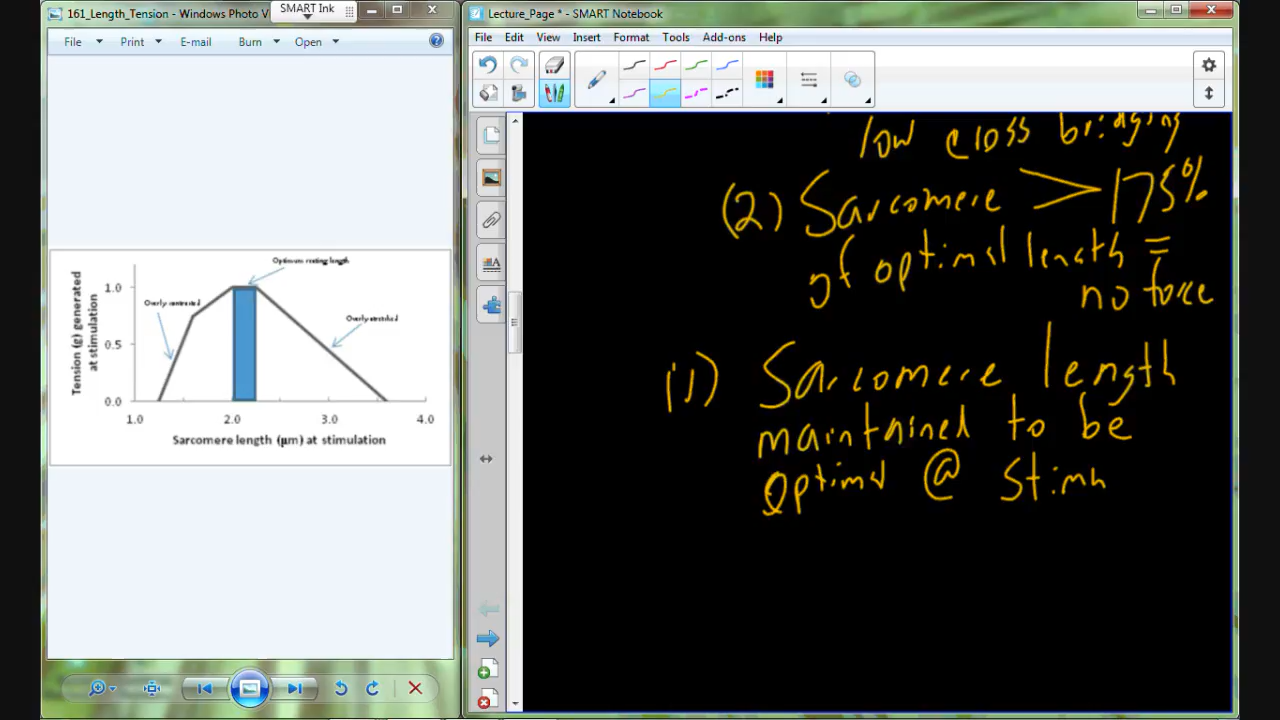 161_Length_Tension - Windows Photo V
SMART Ink
File Print E-mail Burn Open
Optimum resting length
Tension (g) generated
at stimulation
1.0
Overly contracted
Overly stretched
0.5
0.0
1.0 2.0 3.0 4.0
Sarcomere length (µm) at stimulation
Lecture_Page * - SMART Notebook
File Edit View Insert Format Tools Add-ons Help
low cross bridging
(2) Sarcomere > 175%
of optimal length =
no force
(11) Sarcomere length
maintained to be
optimal @ stimu